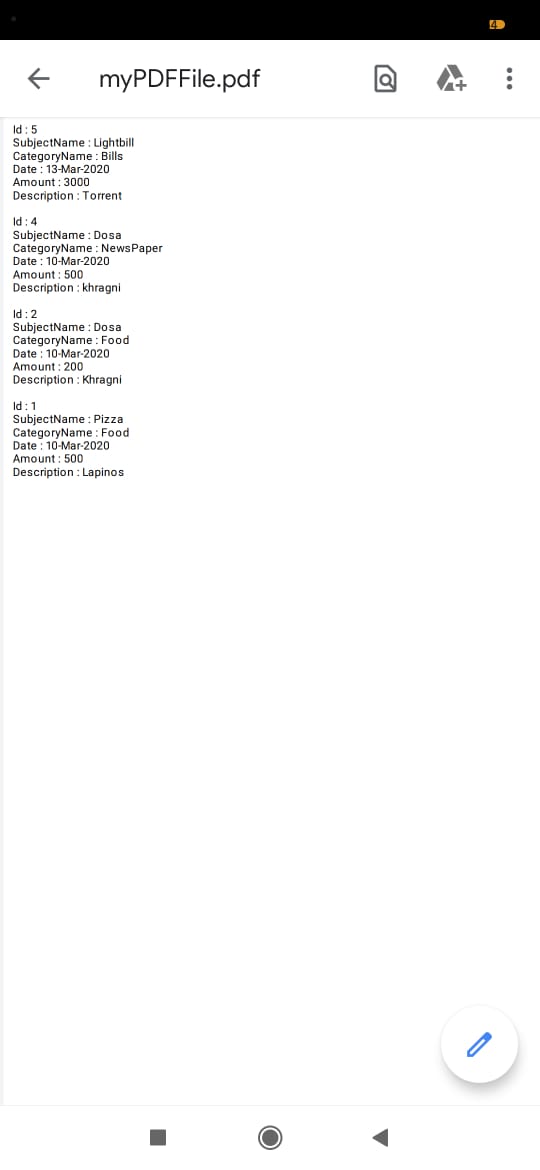 4
myPDFFile.pdf
Id : 5
SubjectName : Lightbill
CategoryName : Bills
Date : 13-Mar-2020
Amount : 3000
Description : Torrent
Id : 4
SubjectName : Dosa
CategoryName : NewsPaper
Date : 10-Mar-2020
Amount : 500
Description : khragni
Id : 2
SubjectName : Dosa
CategoryName : Food
Date : 10-Mar-2020
Amount : 200
Description : Khragni
Id : 1
SubjectName : Pizza
CategoryName : Food
Date : 10-Mar-2020
Amount : 500
Description : Lapinos